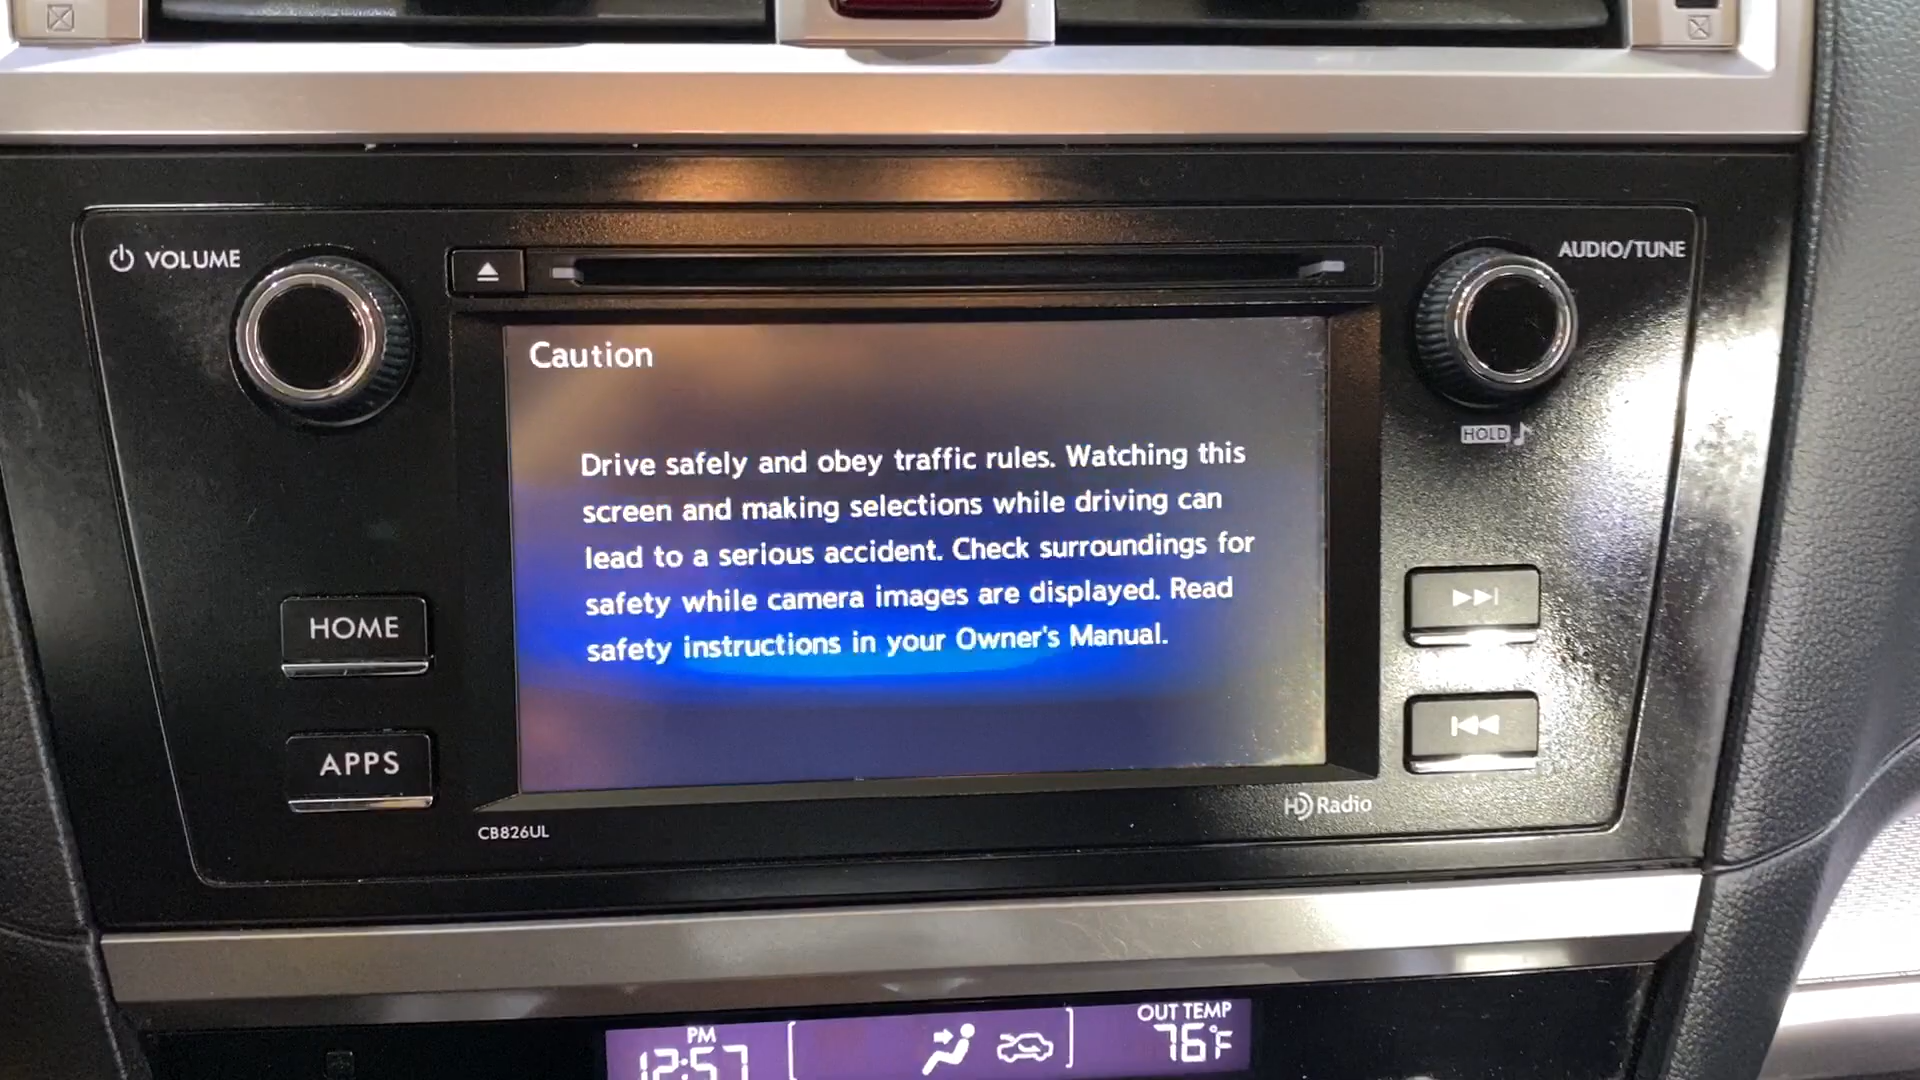 VOLUME
AUDIO/TUNE
Caution
Drive safely and obey traffic rules. Watching this
screen and making selections while driving can
lead to a serious accident. Check surroundings for
safety while camera images are displayed. Read
safety instructions in your Owner's Manual.
HOLD
HOME
APPS
CB826UL
HD Radio
PM
12:57
OUT TEMP
76°F